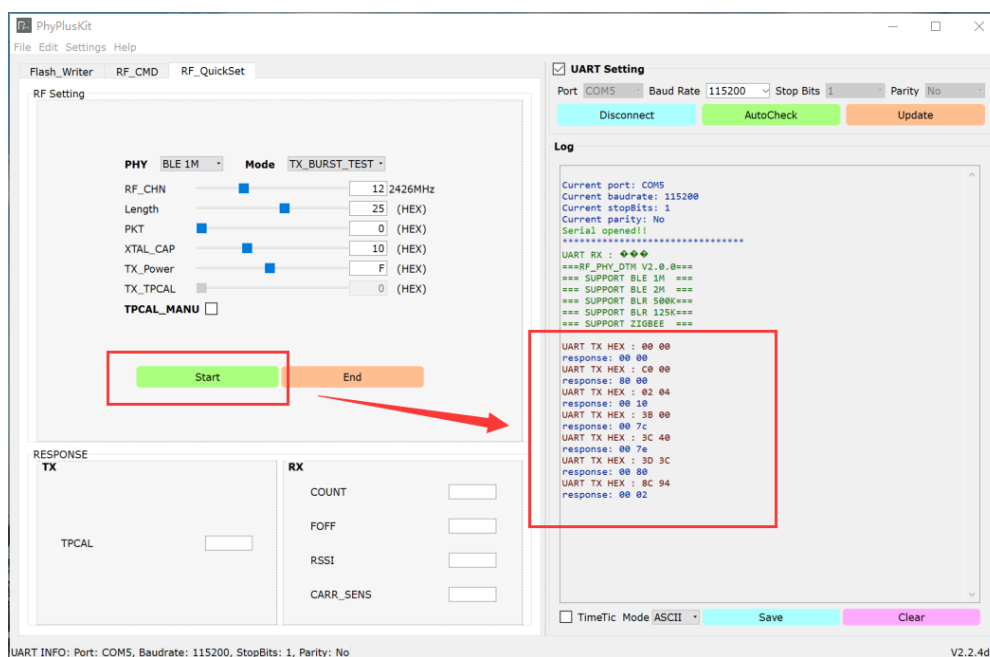 PhyPlusKit
File Edit Settings Help
Flash_Writer RF_CMD RF_QuickSet
RF Setting
PHY BLE 1M Mode TX_BURST_TEST
RF_CHN 12 2426MHz
Length 25 (HEX)
PKT 0 (HEX)
XTAL_CAP 10 (HEX)
TX_Power F (HEX)
TX_TPCAL 0 (HEX)
TPCAL_MANU
Start End
RESPONSE
TX
TPCAL
RX
COUNT
FOFF
RSSI
CARR_SENS
UART Setting
Port COM5 Baud Rate 115200 Stop Bits 1 Parity No
Disconnect AutoCheck Update
Log
Current port: COM5
Current baudrate: 115200
Current stopBits: 1
Current parity: No
Serial opened!!
********************************
UART RX : ���
===RF_PHY_DTM V2.0.0===
=== SUPPORT BLE 1M ===
=== SUPPORT BLE 2M ===
=== SUPPORT BLR 500K===
=== SUPPORT BLR 125K===
=== SUPPORT ZIGBEE ===
UART TX HEX : 00 00
response: 00 00
UART TX HEX : C0 00
response: 80 00
UART TX HEX : 02 04
response: 00 10
UART TX HEX : 3B 00
response: 00 7c
UART TX HEX : 3C 40
response: 00 7e
UART TX HEX : 3D 3C
response: 00 80
UART TX HEX : 8C 94
response: 00 02
TimeTic Mode ASCII Save Clear
UART INFO: Port: COM5, Baudrate: 115200, StopBits: 1, Parity: No V2.2.4d